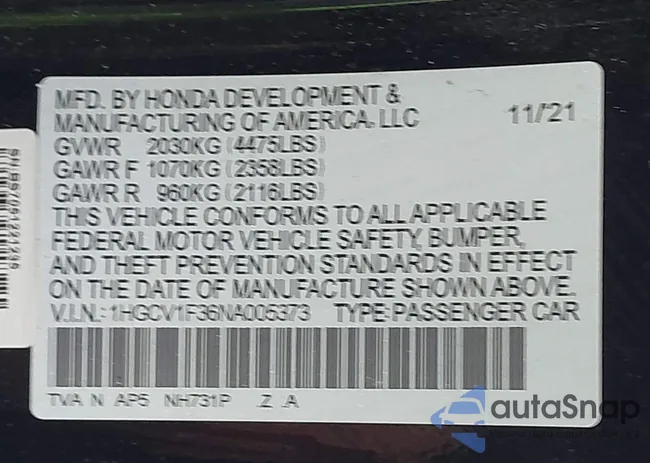 MFD. BY HONDA DEVELOPMENT &
MANUFACTURING OF AMERICA, LLC 11/21
GVWR 2030KG (4475LBS)
GAWR F 1070KG (2358LBS)
GAWR R 960KG (2116LBS)
THIS VEHICLE CONFORMS TO ALL APPLICABLE
FEDERAL MOTOR VEHICLE SAFETY, BUMPER,
AND THEFT PREVENTION STANDARDS IN EFFECT
ON THE DATE OF MANUFACTURE SHOWN ABOVE.
V.I.N.: 1HGCV1F36NA005373 TYPE: PASSENGER CAR
TVA N AP5 NH731P Z A
autoSnap